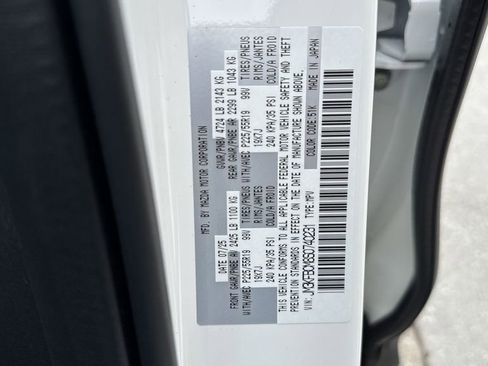 MFD. BY MAZDA MOTOR CORPORATION
DATE 07/25 GVWR/PNBV 4724 LB 2143 KG
FRONT GAWR/PNBE AV 2425 LB 1100 KG REAR GAWR/PNBE AR 2299 LB 1043 KG
WITH/AVEC P225/55R19 99V TIRES/PNEUS WITH/AVEC P225/55R19 99V TIRES/PNEUS
19X7J RIMS/JANTES 19X7J RIMS/JANTES
240 KPA/35 PSI COLD/A FROID 240 KPA/35 PSI COLD/A FROID
THIS VEHICLE CONFORMS TO ALL APPLICABLE FEDERAL MOTOR VEHICLE SAFETY AND THEFT
PREVENTION STANDARDS IN EFFECT ON THE DATE OF MANUFACTURE SHOWN ABOVE.
VIN: TYPE: MPV COLOR: 51K MADE IN JAPAN